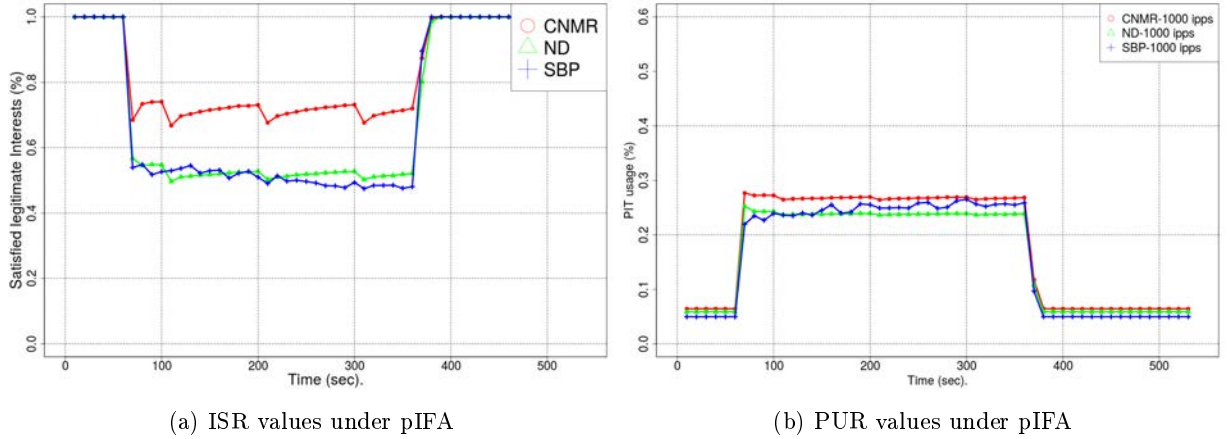 Satisfied legitimate Interests (%)
1.0
0.8
0.6
0.4
0.2
0.0
CNMR
ND
SBP
0 100 200 300 400 500
Time (sec).
(a) ISR values under pIFA
PIT usage (%)
0.6
0.5
0.4
0.3
0.2
0.1
0.0
CNMR-1000 ipps
ND-1000 ipps
SBP-1000 ipps
0 100 200 300 400 500
Time (sec).
(b) PUR values under pIFA